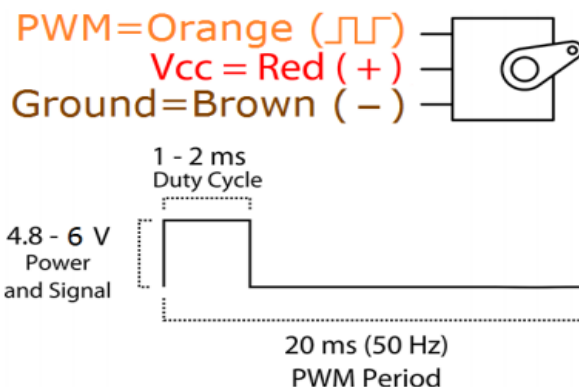 PWM=Orange (⎍⎍)
Vcc = Red ( + )
Ground=Brown ( − )
1 - 2 ms
Duty Cycle
4.8 - 6 V
Power
and Signal
20 ms (50 Hz)
PWM Period